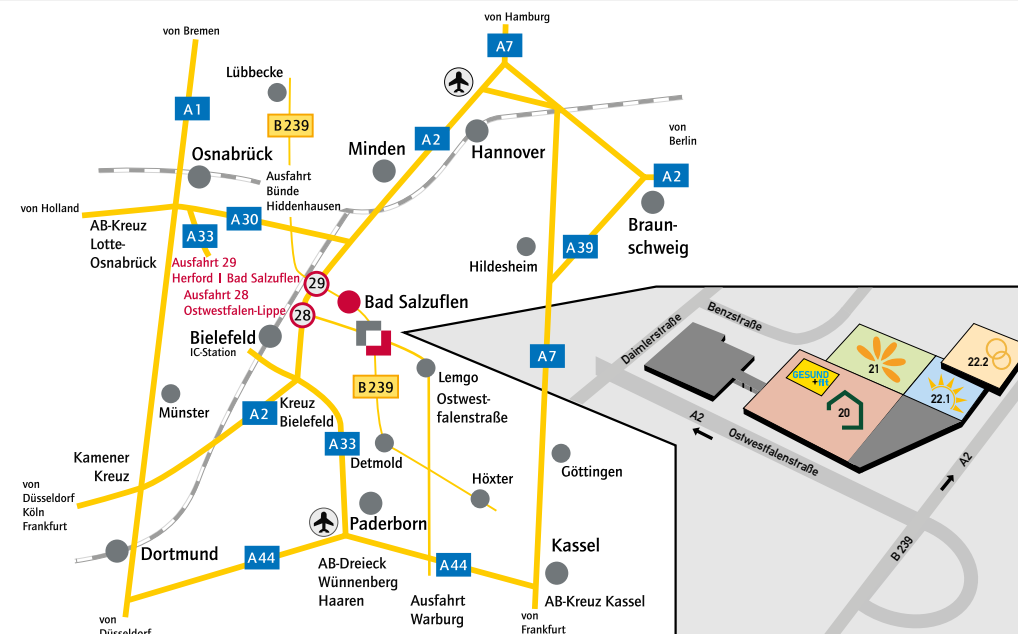 von Hamburg
von Bremen
A7
Lübbecke
A1
B 239
A2
von
Berlin
Osnabrück
Minden
Hannover
Ausfahrt
Bünde
Hiddenhausen
A2
von Holland
A30
AB-Kreuz
Lotte-
Osnabrück
A33
Braun-
schweig
A39
Hildesheim
Ausfahrt 29
Herford I Bad Salzuflen
29
Ausfahrt 28
Ostwestfalen-Lippe
28
Bad Salzuflen
Bielefeld
IC-Station
A7
Lemgo
Ostwest-
falenstraße
B 239
Münster
A2
Kreuz
Bielefeld
A33
Detmold
Kamener
Kreuz
Göttingen
Höxter
von
Düsseldorf
Köln
Frankfurt
Paderborn
Dortmund
A44
AB-Dreieck
Wünnenberg
Haaren
A44
Kassel
Ausfahrt
Warburg
AB-Kreuz Kassel
von
Frankfurt
von
Düsseldorf
Benzstraße
Daimlerstraße
GESUND
+fit
20
21
22.1
22.2
A2
Ostwestfalenstraße
A2
B 239